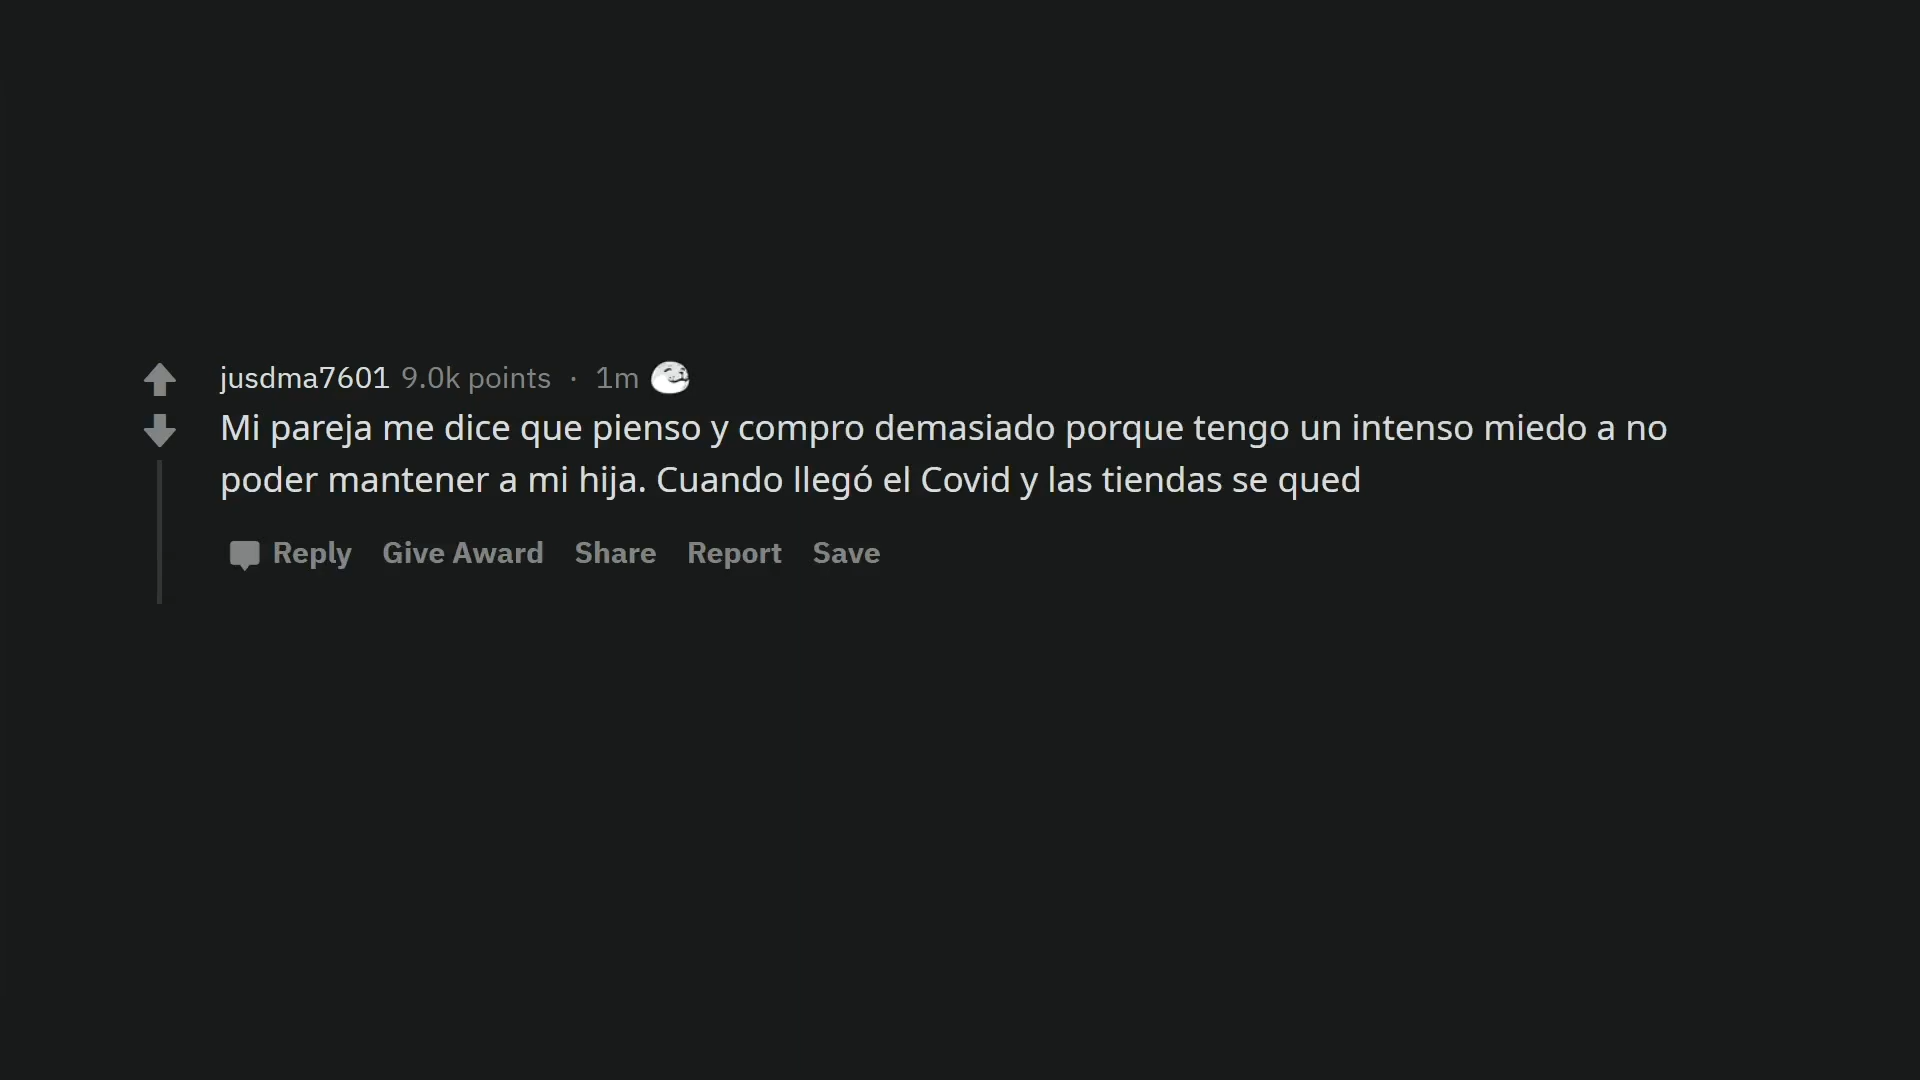 jusdma7601 9.0k points · 1m
Mi pareja me dice que pienso y compro demasiado porque tengo un intenso miedo a no
poder mantener a mi hija. Cuando llegó el Covid y las tiendas se qued
Reply Give Award Share Report Save